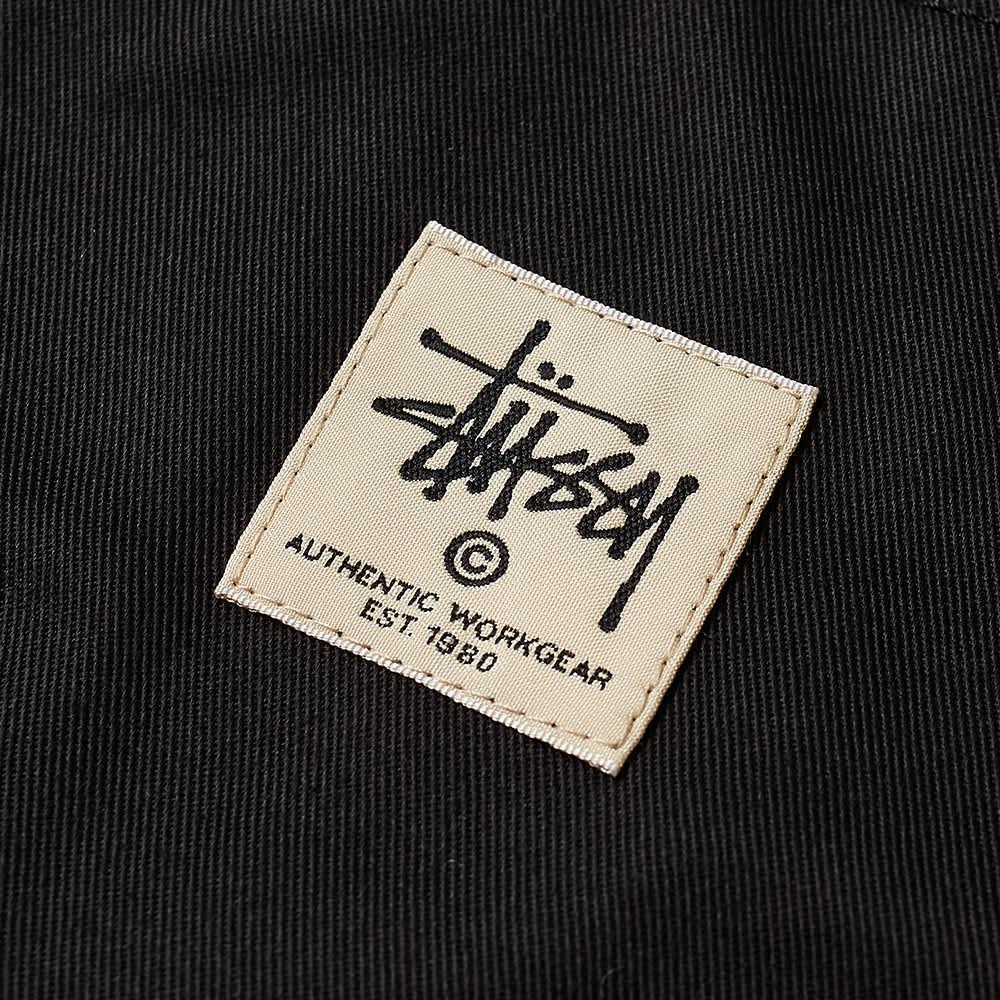 Stüssy
©
AUTHENTIC WORKGEAR
EST. 1980